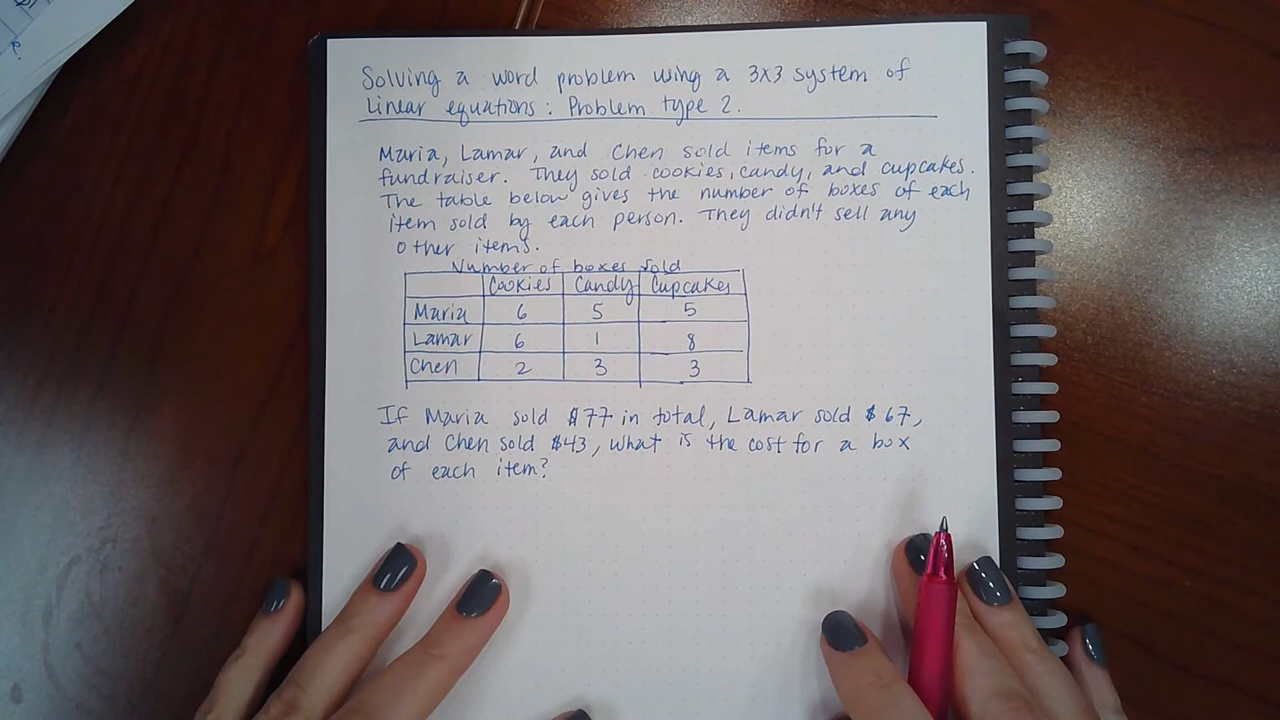 Solving a word problem using a 3x3 system of
Linear equations: Problem type 2.
Maria, Lamar, and Chen sold items for a
fundraiser. They sold cookies, candy, and cupcakes.
The table below gives the number of boxes of each
item sold by each person. They didn't sell any
other items.
Number of boxes sold
Cookies Candy Cupcakes
Maria 6 5 5
Lamar 6 1 8
Chen 2 3 3
If Maria sold $77 in total, Lamar sold $67,
and Chen sold $43, what is the cost for a box
of each item?